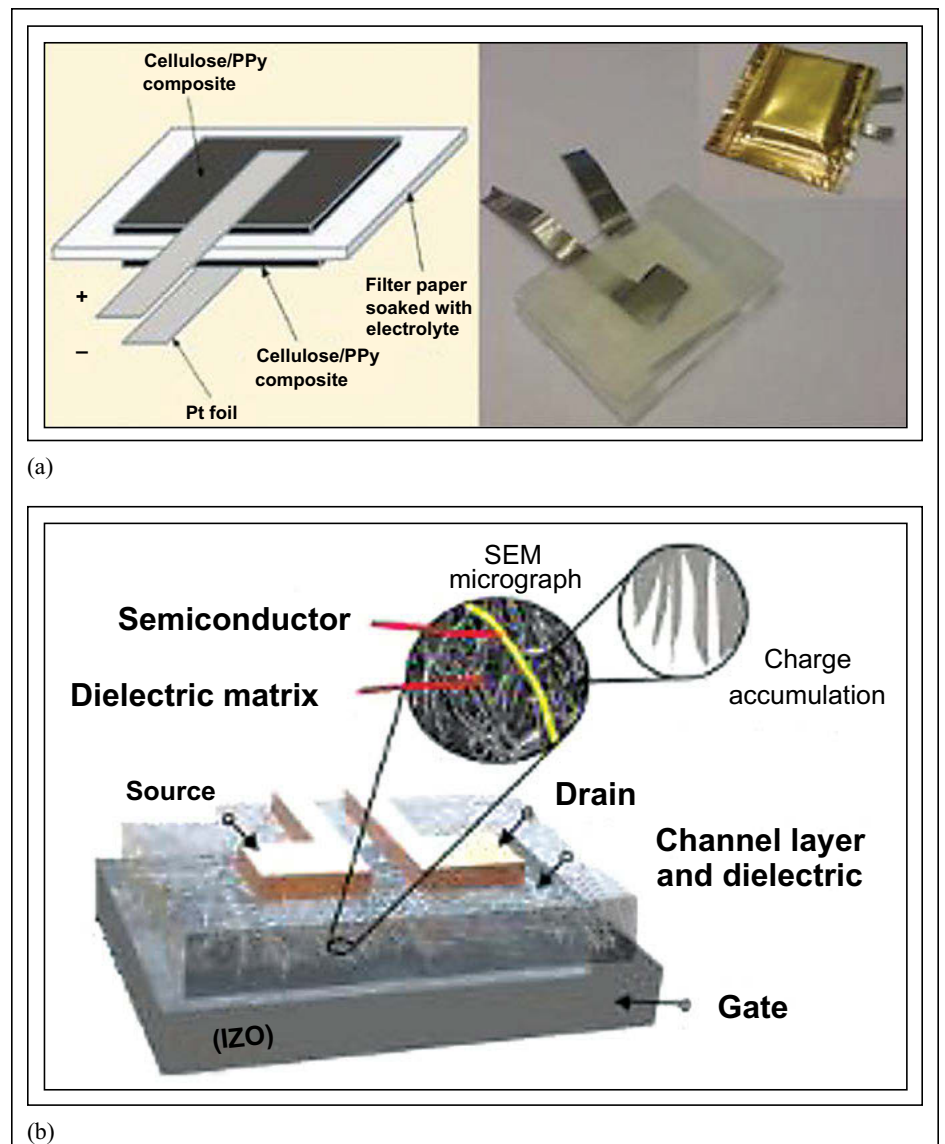 Cellulose/PPy
composite
+
–
Filter paper
soaked with
electrolyte
Cellulose/PPy
composite
Pt foil
(a)
SEM
micrograph
Semiconductor
Dielectric matrix
Charge
accumulation
Source
Drain
Channel layer
and dielectric
Gate
(IZO)
(b)